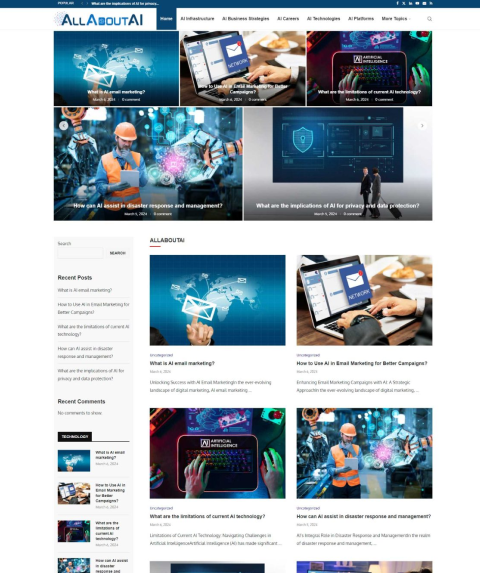 POPULAR
What are the implications of AI for privacy...
ALLABOUTAI
Home
AI Infrastructure
AI Business Strategies
AI Careers
AI Technologies
AI Platforms
More Topics
What is AI email marketing?
March 6, 2024
0 comment
NETWORK
How to Use AI in Email Marketing for Better
Campaigns?
March 6, 2024
0 comment
AI ARTIFICIAL
INTELLIGENCE
What are the limitations of current AI technology?
March 6, 2024
0 comment
How can AI assist in disaster response and management?
March 5, 2024
0 comment
What are the implications of AI for privacy and data protection?
March 5, 2024
0 comment
Search
SEARCH
Recent Posts
What is AI email marketing?
How to Use AI in Email Marketing for
Better Campaigns?
What are the limitations of current AI
technology?
How can AI assist in disaster
response and management?
What are the implications of AI for
privacy and data protection?
Recent Comments
No comments to show.
TECHNOLOGY
What is AI email
marketing?
March 6, 2024
How to Use AI in
Email Marketing
for Better
Campaigns?
March 6, 2024
What are the
limitations of
current AI
technology?
March 6, 2024
How can AI
assist in disaster
response and
ALLABOUTAI
Uncategorized
What is AI email marketing?
March 6, 2024
Unlocking Success with AI Email MarketingIn the ever-evolving
landscape of digital marketing, AI email marketing ...
NETWORK
Uncategorized
How to Use AI in Email Marketing for Better Campaigns?
March 6, 2024
Enhancing Email Marketing Campaigns with AI: A Strategic
ApproachIn the ever-evolving landscape of digital marketing, ...
AI ARTIFICIAL
INTELLIGENCE
Uncategorized
What are the limitations of current AI technology?
March 6, 2024
Limitations of Current AI Technology: Navigating Challenges in
Artificial IntelligenceArtificial Intelligence (AI) has made significant ...
Uncategorized
How can AI assist in disaster response and management?
March 5, 2024
AI's Integral Role in Disaster Response and ManagementIn the realm
of disaster response and management, ...